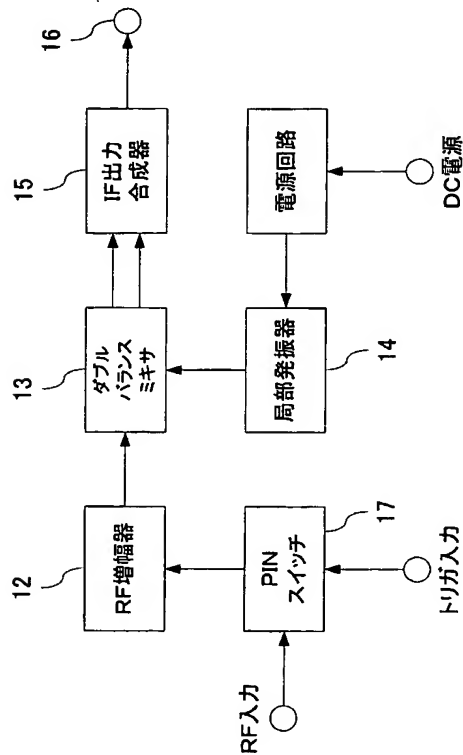 12
RF増幅器
13
ダブル
バランス
ミキサ
15
IF出力
合成器
16
RF入力
PIN
スイッチ
17
トリガ入力
局部発振器
14
電源回路
DC電源